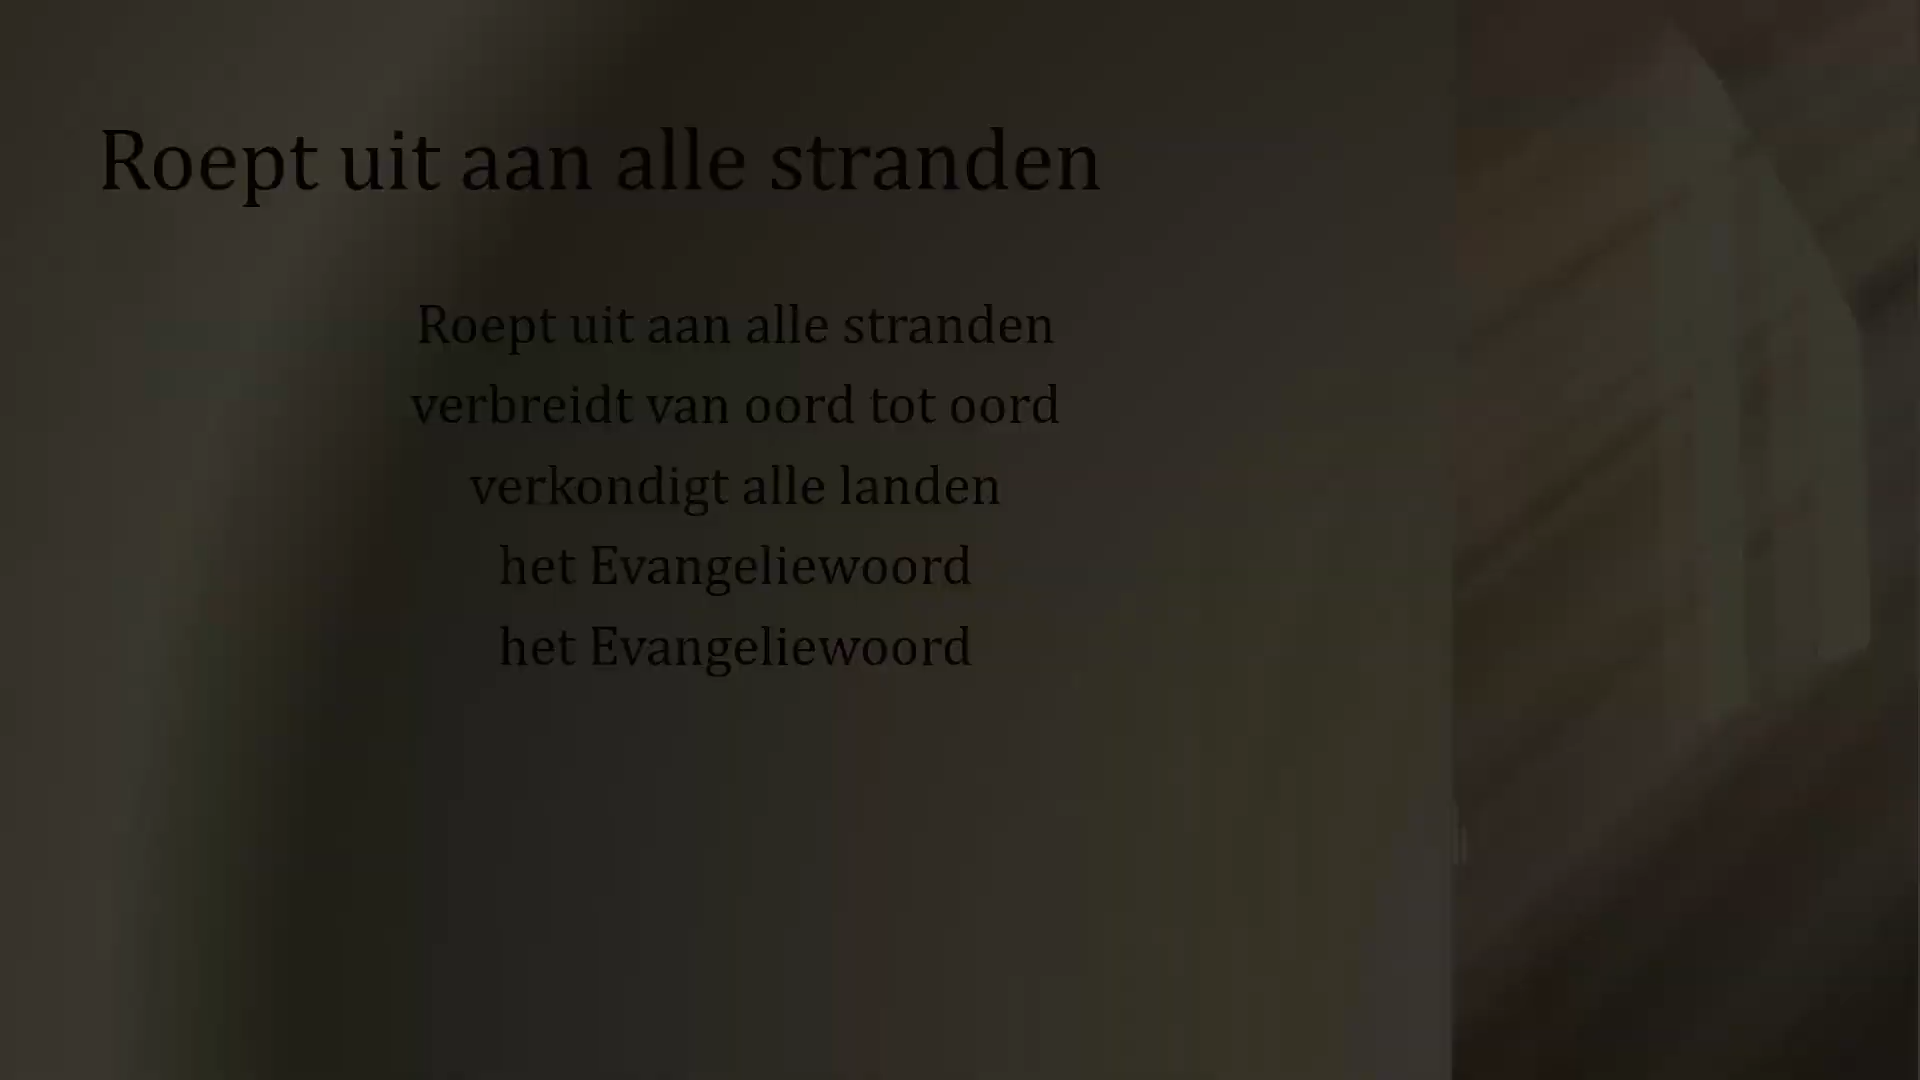 Roept uit aan alle stranden
Roept uit aan alle stranden
verbreidt van oord tot oord
verkondigt alle landen
het Evangeliewoord
het Evangeliewoord